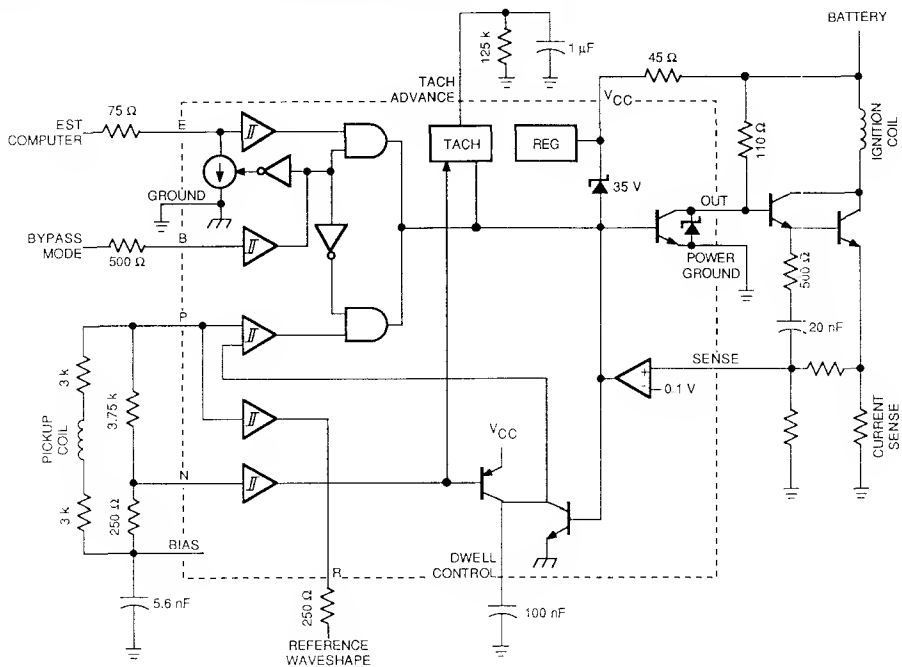 BATTERY
125 k
1 µF
45 Ω
TACH
ADVANCE
VCC
75 Ω
EST
COMPUTER
E
TACH
REG
110 Ω
IGNITION
COIL
GROUND
35 V
OUT
BYPASS
MODE
B
500 Ω
POWER
GROUND
500 Ω
P
20 nF
3 k
3.75 k
SENSE
+
-
0.1 V
PICKUP
COIL
VCC
CURRENT
SENSE
N
3 k
250 Ω
BIAS
DWELL
CONTROL
R
5.6 nF
250 Ω
100 nF
REFERENCE
WAVESHAPE